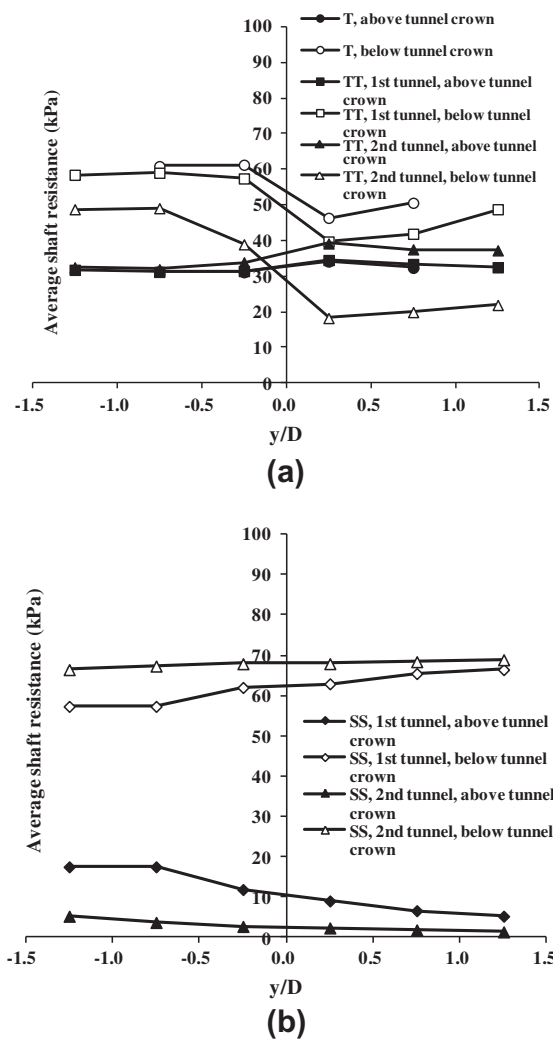 100
90
80
70
60
50
40
30
20
10
0
Average shaft resistance (kPa)
T, above tunnel crown
T, below tunnel crown
TT, 1st tunnel, above tunnel
crown
TT, 1st tunnel, below tunnel
crown
TT, 2nd tunnel, above tunnel
crown
TT, 2nd tunnel, below tunnel
crown
-1.5 -1.0 -0.5 0.0 0.5 1.0 1.5
y/D
(a)
100
90
80
70
60
50
40
30
20
10
0
Average shaft resistance (kPa)
SS, 1st tunnel, above tunnel
crown
SS, 1st tunnel, below tunnel
crown
SS, 2nd tunnel, above tunnel
crown
SS, 2nd tunnel, below tunnel
crown
-1.5 -1.0 -0.5 0.0 0.5 1.0 1.5
y/D
(b)